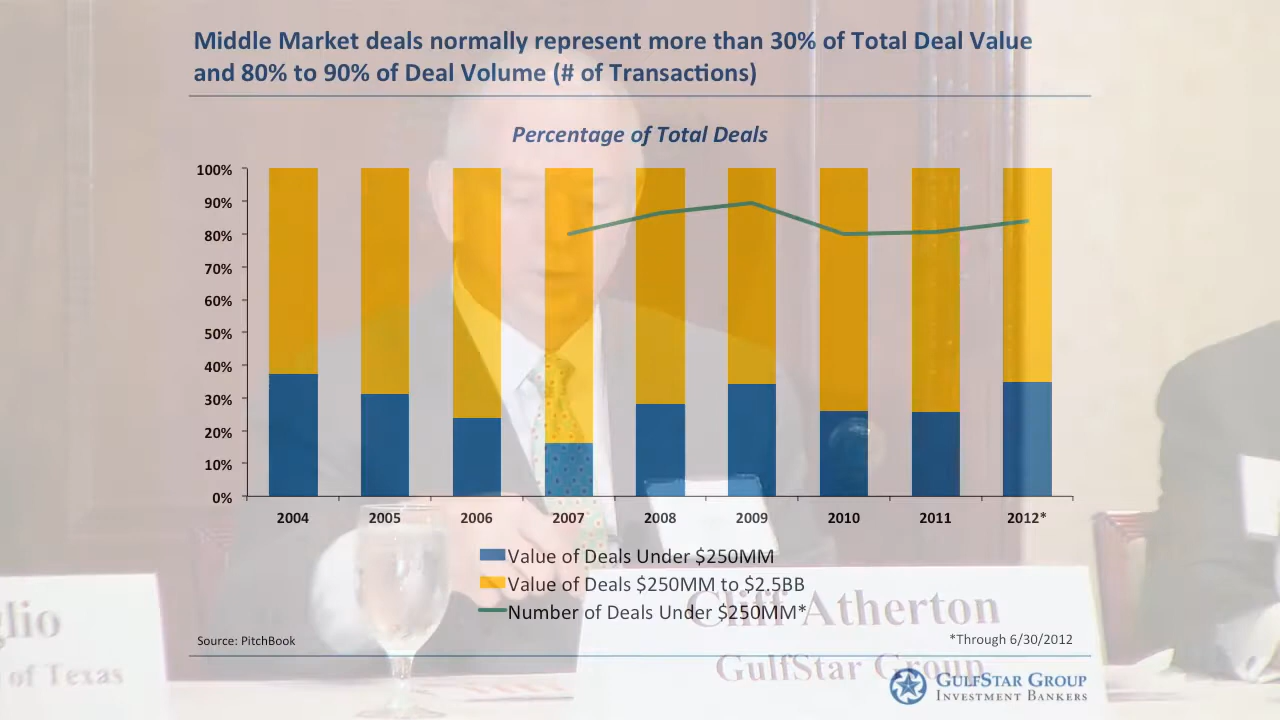 Middle Market deals normally represent more than 30% of Total Deal Value
and 80% to 90% of Deal Volume (# of Transactions)
Percentage of Total Deals
100%
90%
80%
70%
60%
50%
40%
30%
20%
10%
0%
2004 2005 2006 2007 2008 2009 2010 2011 2012*
Value of Deals Under $250MM
Value of Deals $250MM to $2.5BB
Number of Deals Under $250MM*
Source: PitchBook
*Through 6/30/2012
GULFSTAR GROUP
INVESTMENT BANKERS
glio
of Texas
Cliff Atherton
GulfStar Group